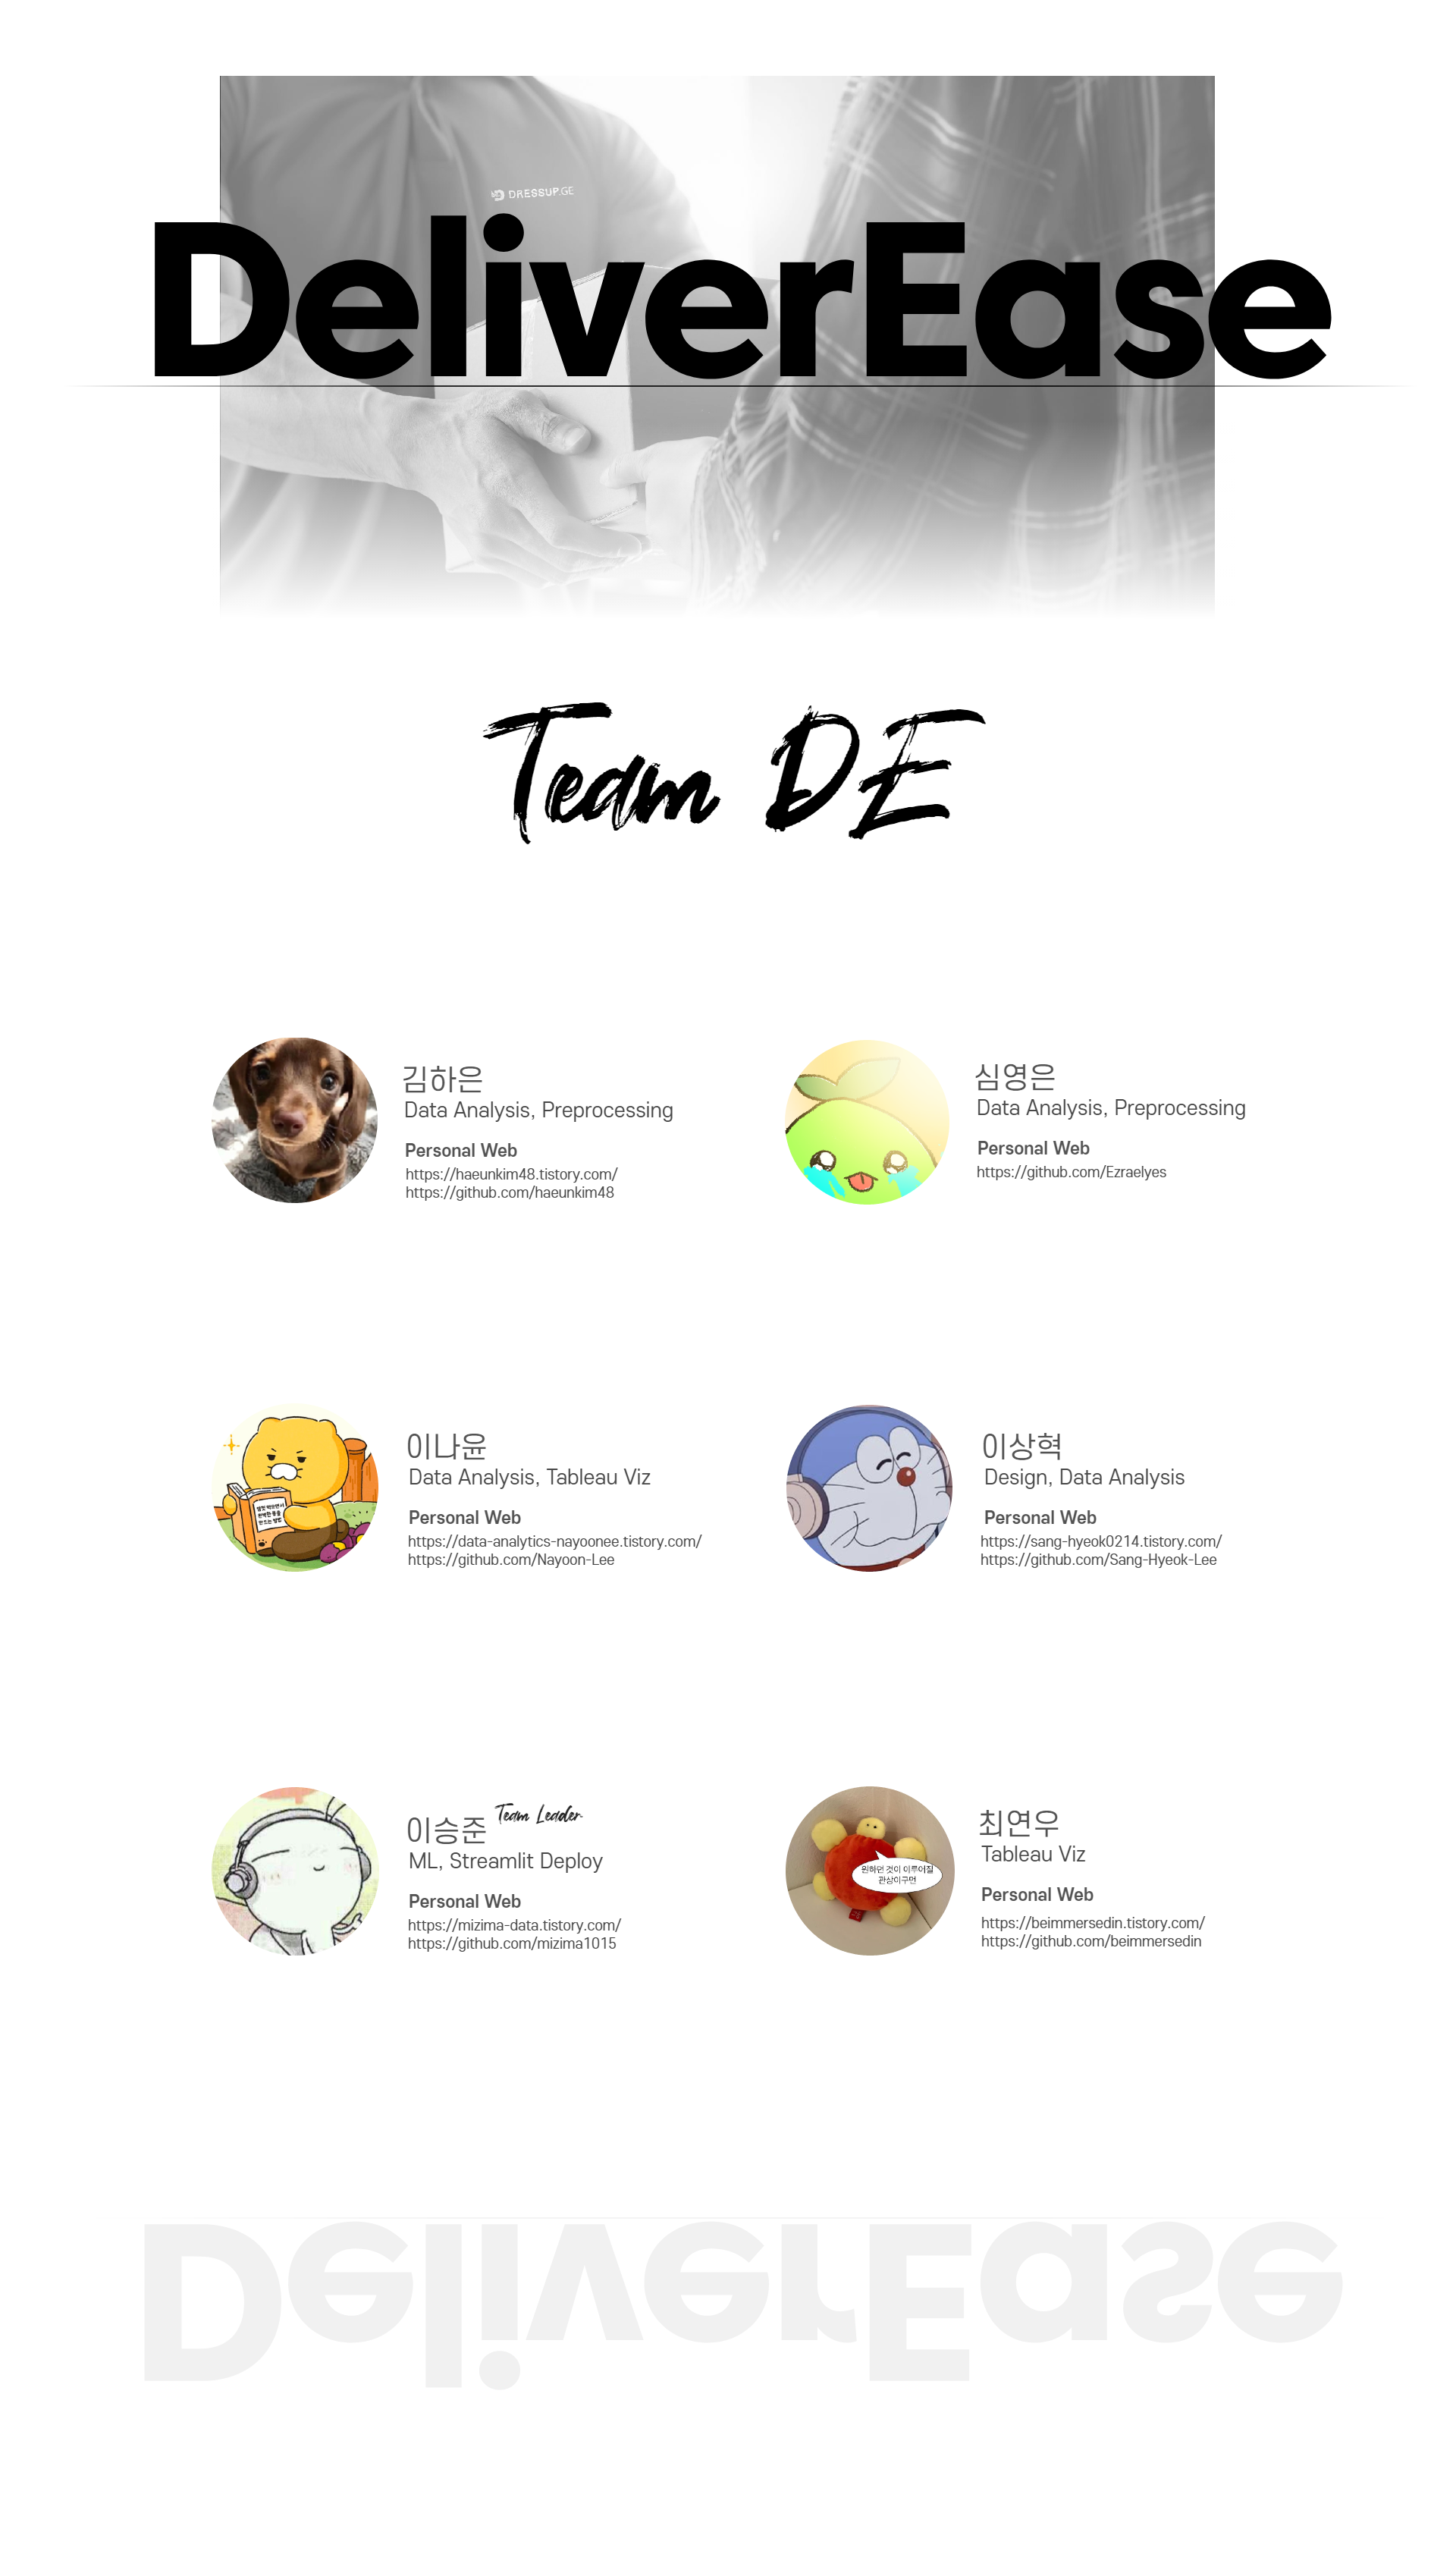 DRESSUP.GE
DeliverEase
Team DE
김하은
Data Analysis, Preprocessing
Personal Web
https://haeunkim48.tistory.com/
https://github.com/haeunkim48
심영은
Data Analysis, Preprocessing
Personal Web
https://github.com/Ezraelyes
이나윤
Data Analysis, Tableau Viz
Personal Web
https://data-analytics-nayoonee.tistory.com/
https://github.com/Nayoon-Lee
이상혁
Design, Data Analysis
Personal Web
https://sang-hyeok0214.tistory.com/
https://github.com/Sang-Hyeok-Lee
이승준 Team Leader
ML, Streamlit Deploy
Personal Web
https://mizima-data.tistory.com/
https://github.com/mizima1015
원하던 것이 이루어질
관상이구먼
최연우
Tableau Viz
Personal Web
https://beimmersedin.tistory.com/
https://github.com/beimmersedin
DeliverEase